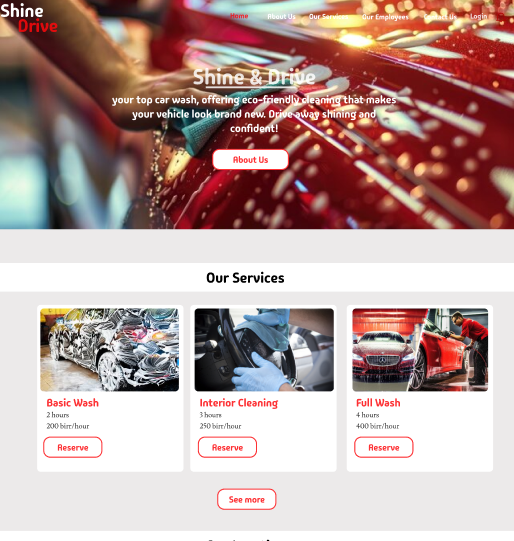 Shine
Drive
Home About Us Our Services Our Employees Contact Us Login
Shine & Drive
your top car wash, offering eco-friendly cleaning that makes
your vehicle look brand new. Drive away shining and
confident!
About Us
Our Services
Basic Wash
2 hours
200 birr/hour
Reserve
Interior Cleaning
3 hours
250 birr/hour
Reserve
Full Wash
4 hours
400 birr/hour
Reserve
See more